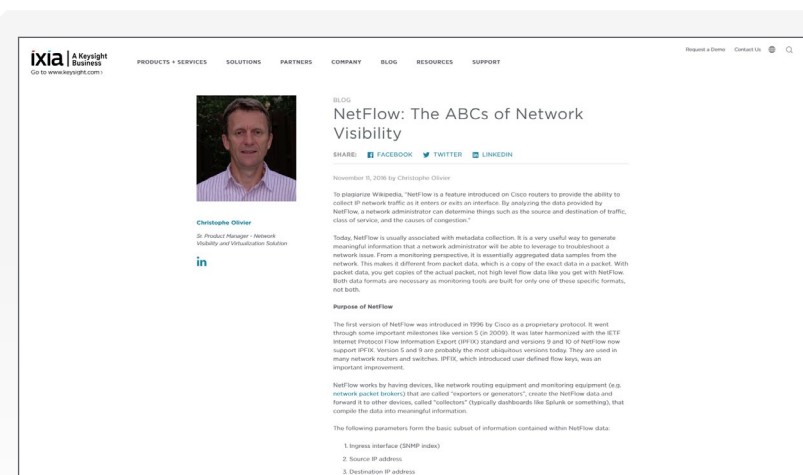 ixia | A Keysight
Business
Go to www.keysight.com ›
PRODUCTS + SERVICES SOLUTIONS PARTNERS COMPANY BLOG RESOURCES SUPPORT
Request a Demo Contact Us
Christophe Olivier
Sr. Product Manager - Network
Visibility and Virtualization Solution
in
BLOG
NetFlow: The ABCs of Network
Visibility
SHARE: FACEBOOK TWITTER LINKEDIN
November 11, 2016 by Christophe Olivier
To plagiarize Wikipedia, "NetFlow is a feature introduced on Cisco routers to provide the ability to
collect IP network traffic as it enters or exits an interface. By analyzing the data provided by
NetFlow, a network administrator can determine things such as the source and destination of traffic,
class of service, and the causes of congestion."
Today, NetFlow is usually associated with metadata collection. It is a very useful way to generate
meaningful information that a network administrator will be able to leverage to troubleshoot a
network issue. From a monitoring perspective, it is essentially aggregated data samples from the
network. This makes it different from packet data, which is a copy of the exact data in a packet. With
packet data, you get copies of the actual packet, not high level flow data like you get with NetFlow.
Both data formats are necessary as monitoring tools are built for only one of these specific formats,
not both.
Purpose of NetFlow
The first version of NetFlow was introduced in 1996 by Cisco as a proprietary protocol. It went
through some important milestones like version 5 (in 2009). It was later harmonized with the IETF
Internet Protocol Flow Information Export (IPFIX) standard and versions 9 and 10 of NetFlow now
support IPFIX. Version 5 and 9 are probably the most ubiquitous versions today. They are used in
many network routers and switches. IPFIX, which introduced user defined flow keys, was an
important improvement.
NetFlow works by having devices, like network routing equipment and monitoring equipment (e.g.
network packet brokers) that are called "exporters or generators", create the NetFlow data and
forward it to other devices, called "collectors" (typically dashboards like Splunk or something), that
compile the data into meaningful information.
The following parameters form the basic subset of information contained within NetFlow data:
1. Ingress interface (SNMP index)
2. Source IP address
3. Destination IP address